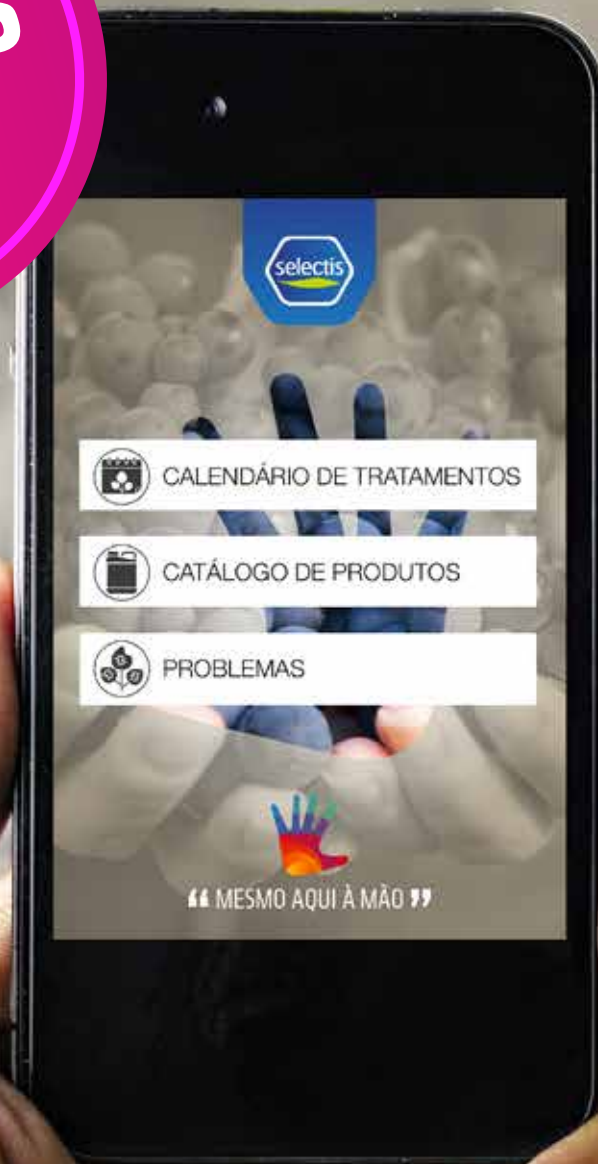 selectis
CALENDÁRIO DE TRATAMENTOS
CATÁLOGO DE PRODUTOS
PROBLEMAS
“ MESMO AQUI À MÃO ”